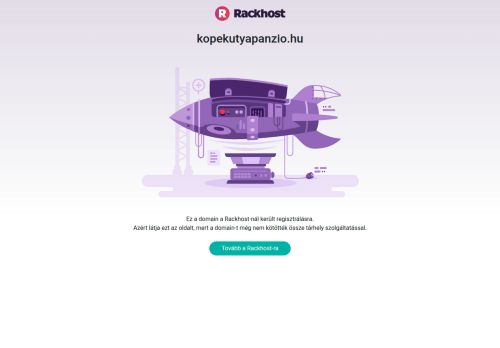 Rackhost
kopekutyapanzio.hu
Ez a domain a Rackhost-nál került regisztrálásra.
Azért látja ezt az oldalt, mert a domain-t még nem kötötték össze tárhely szolgáltatással.
Tovább a Rackhost-ra